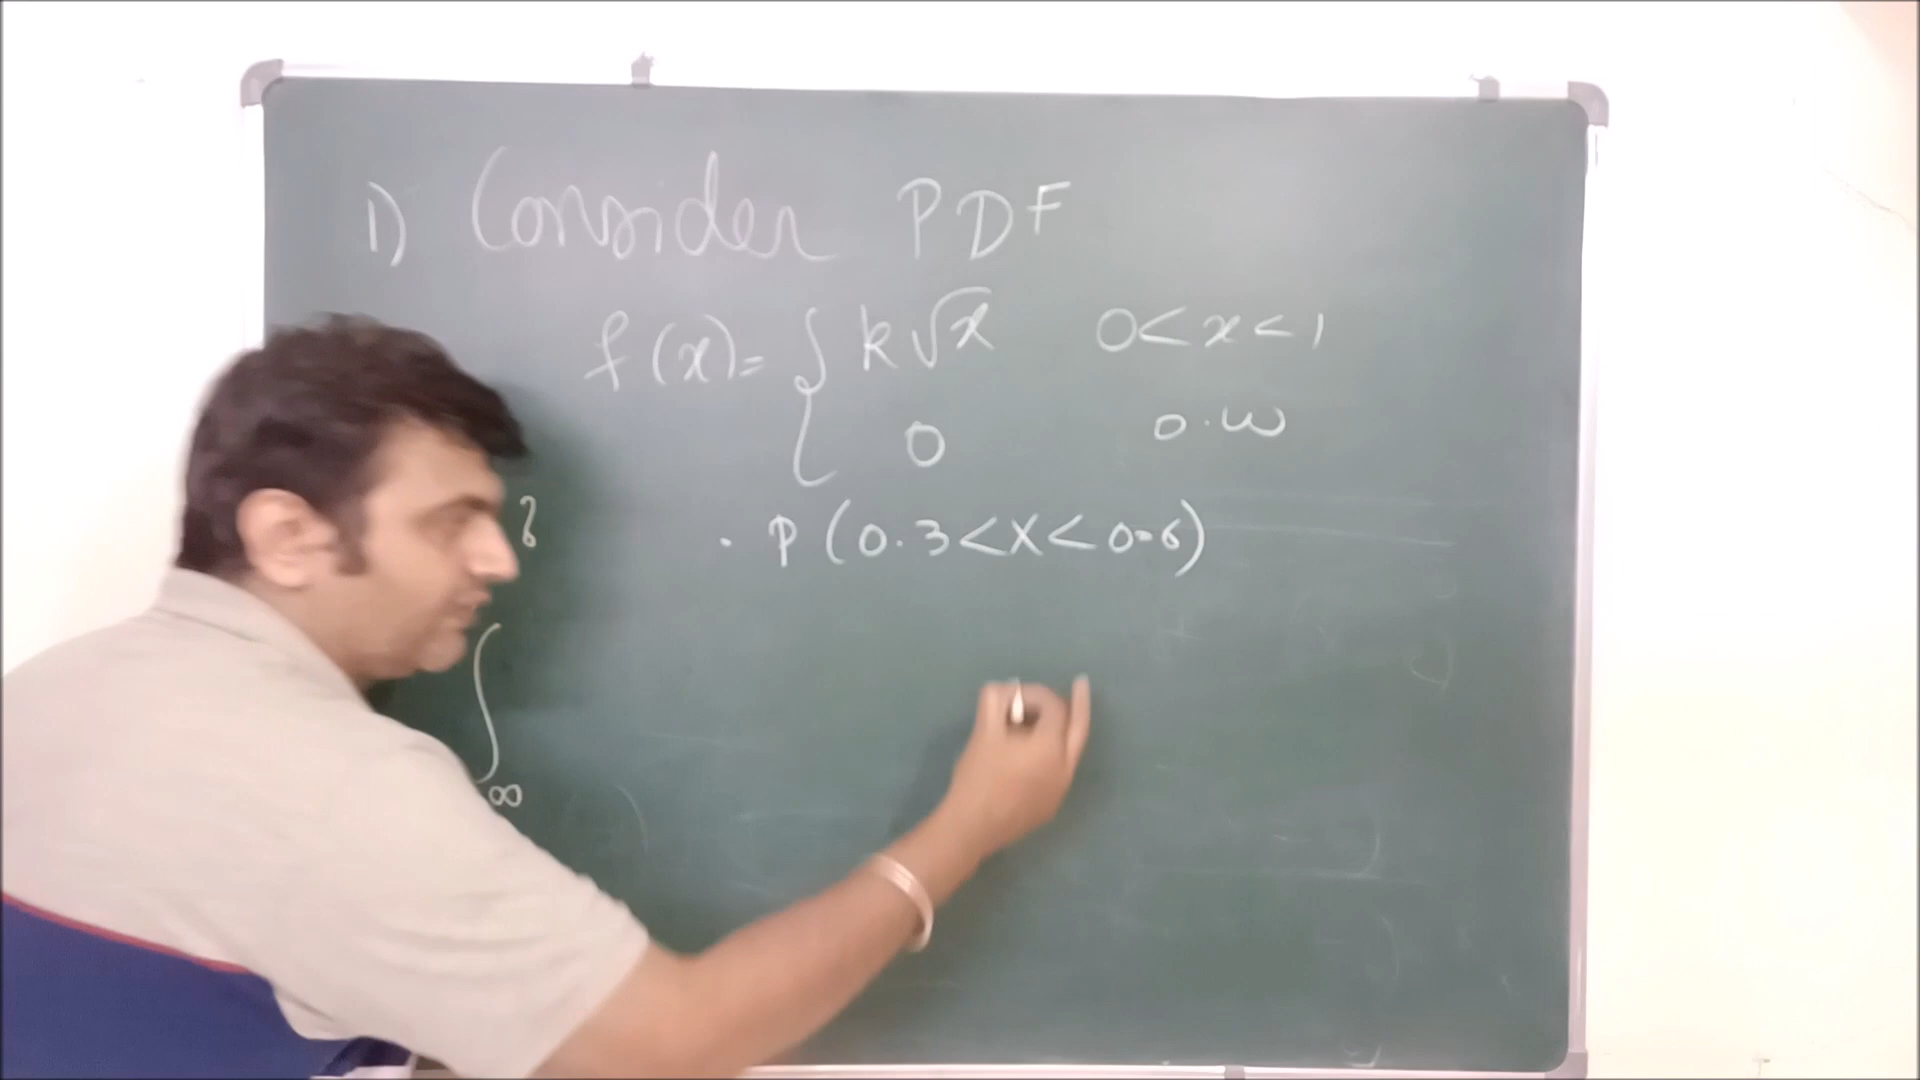 1) Consider PDF
f(x) = { k√x 0<x<1
0 o.w
? . P(0.3<X<0.6)
∫
∞